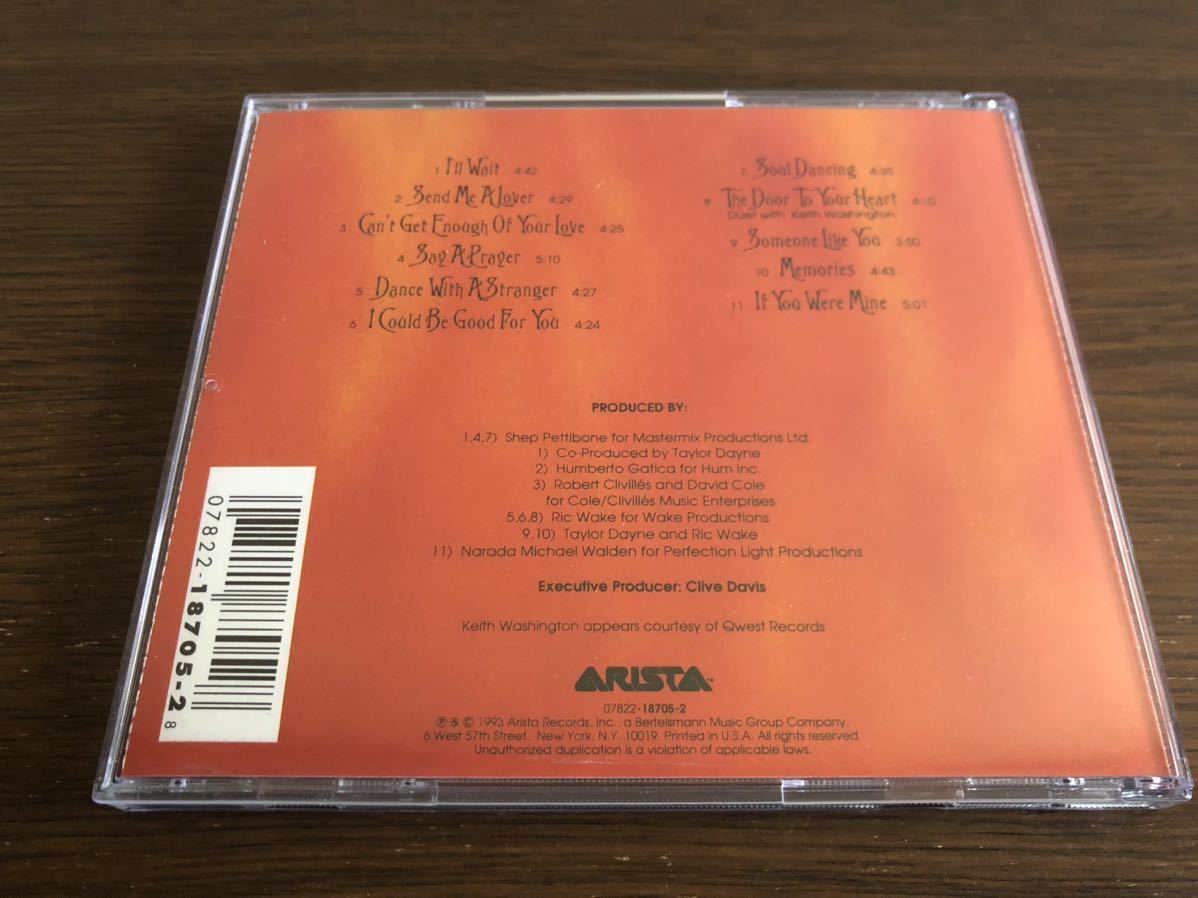 1 I'll Wait 4:42
2 Send Me A Lover 4:29
3 Can't Get Enough Of Your Love 4:25
4 Say A Prayer 5:10
5 Dance With A Stranger 4:27
6 I Could Be Good For You 4:24
7 Soul Dancing 4:35
8 The Door To Your Heart 4:10
Duet with Keith Washington
9 Someone Like You 3:50
10 Memories 4:43
11 If You Were Mine 5:01
PRODUCED BY:
1,4,7) Shep Pettibone for Mastermix Productions Ltd.
1) Co-Produced by Taylor Dayne
2) Humberto Gatica for Hum Inc.
3) Robert Clivillés and David Cole
for Cole/Clivillés Music Enterprises
5,6,8) Ric Wake for Wake Productions
9,10) Taylor Dayne and Ric Wake
11) Narada Michael Walden for Perfection Light Productions
Executive Producer: Clive Davis
Keith Washington appears courtesy of Qwest Records
ARISTA™
07822-18705-2
℗ & © 1993 Arista Records, Inc., a Bertelsmann Music Group Company.
6 West 57th Street, New York, N.Y. 10019. Printed in U.S.A. All rights reserved.
Unauthorized duplication is a violation of applicable laws.
07822-18705-2 8